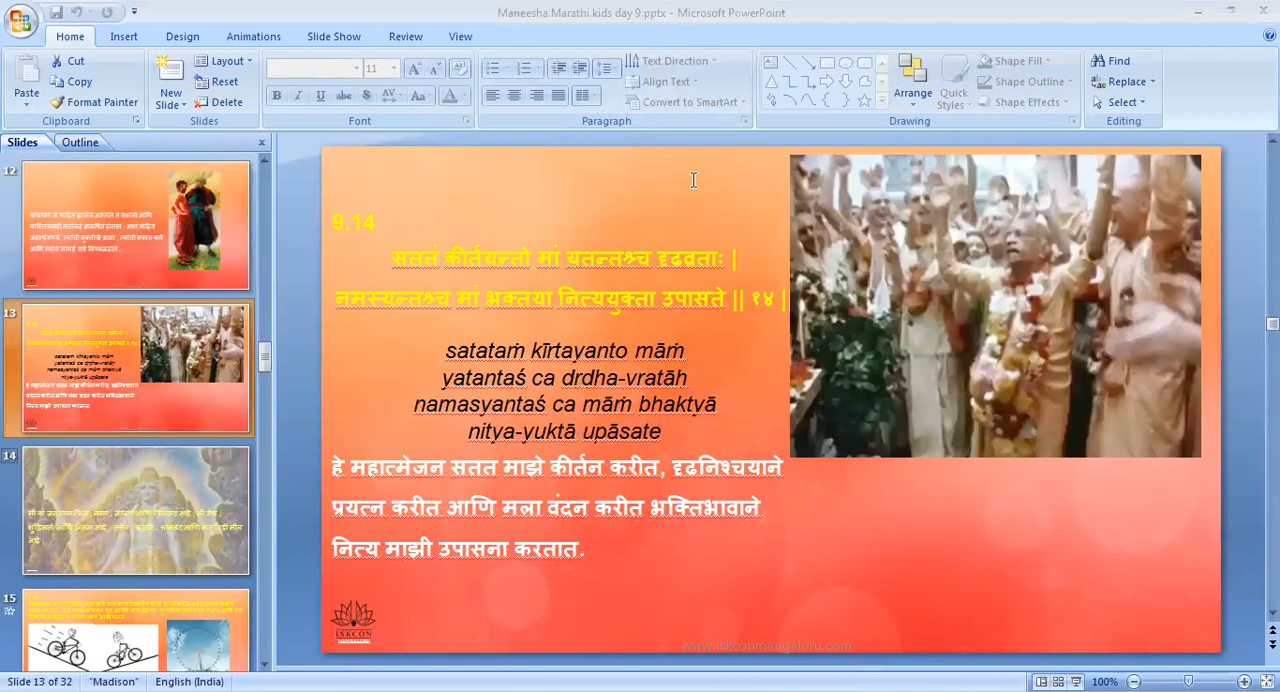 Maneesha Marathi kids day 9.pptx - Microsoft PowerPoint
Home Insert Design Animations Slide Show Review View
Paste
Cut
Copy
Format Painter
Clipboard
New Slide
Layout
Reset
Delete
Slides
11
Font
Text Direction
Align Text
Convert to SmartArt
Paragraph
Arrange
Quick Styles
Shape Fill
Shape Outline
Shape Effects
Drawing
Find
Replace
Select
Editing
Slides Outline
12
13
14
15
9.14
सततं कीर्तयन्तो मां यतन्तश्र्च दृढव्रताः |
नमस्यन्तश्र्च मां भक्तया नित्ययुक्ता उपासते || १४ ||
satataṁ kīrtayanto māṁ
yatantaś ca drdha-vratāh
namasyantaś ca māṁ bhaktyā
nitya-yuktā upāsate
हे महात्मेजन सतत माझे कीर्तन करीत, दृढनिश्चयाने
प्रयत्न करीत आणि मला वंदन करीत भक्तिभावाने
नित्य माझी उपासना करतात.
ISKCON
www.iskconmangaluru.com
Slide 13 of 32 "Madison" English (India) 100%